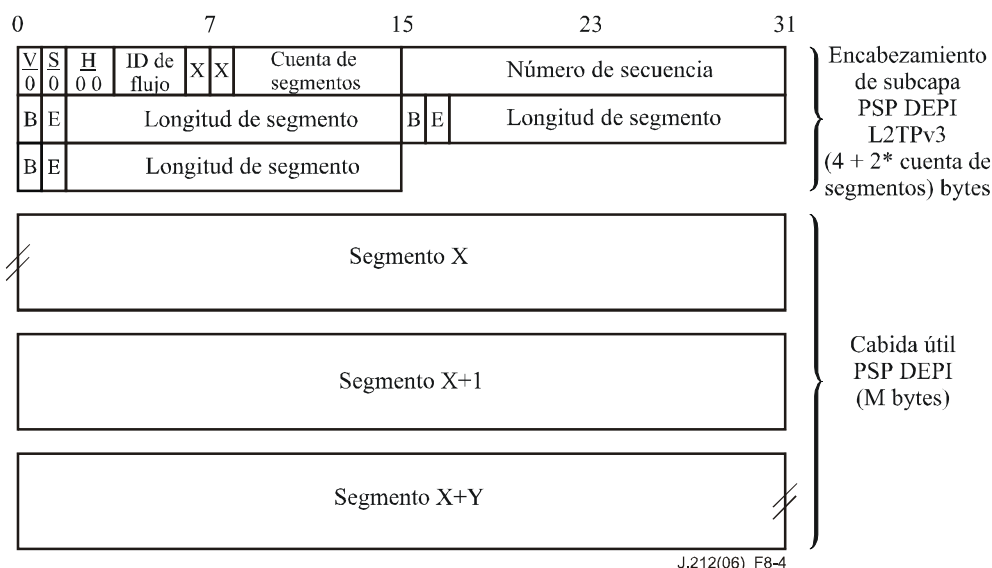 0 7 15 23 31
V 0 S 0 H 0 0 ID de flujo X X Cuenta de segmentos Número de secuencia
B E Longitud de segmento B E Longitud de segmento
B E Longitud de segmento
Encabezamiento
de subcapa
PSP DEPI
L2TPv3
(4 + 2* cuenta de
segmentos) bytes
Segmento X
Segmento X+1
Segmento X+Y
Cabida útil
PSP DEPI
(M bytes)
J.212(06)_F8-4